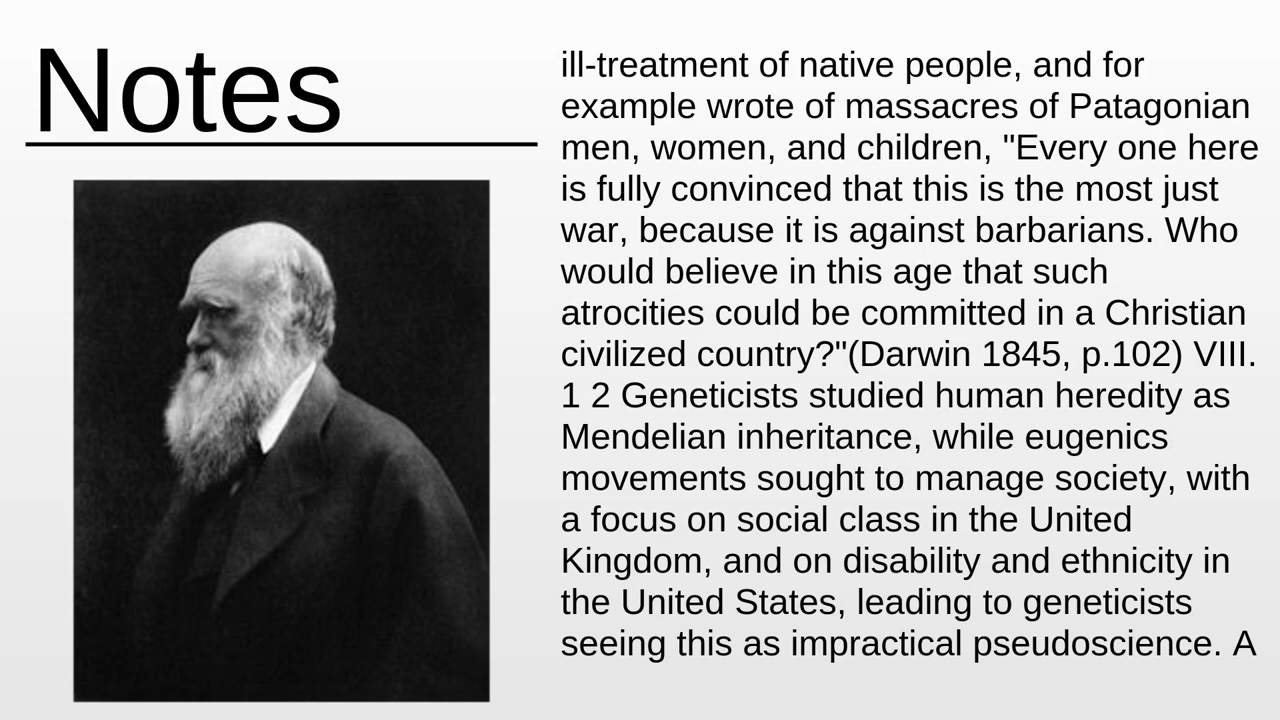 Notes
ill-treatment of native people, and for
example wrote of massacres of Patagonian
men, women, and children, "Every one here
is fully convinced that this is the most just
war, because it is against barbarians. Who
would believe in this age that such
atrocities could be committed in a Christian
civilized country?"(Darwin 1845, p.102) VIII.
1 2 Geneticists studied human heredity as
Mendelian inheritance, while eugenics
movements sought to manage society, with
a focus on social class in the United
Kingdom, and on disability and ethnicity in
the United States, leading to geneticists
seeing this as impractical pseudoscience. A